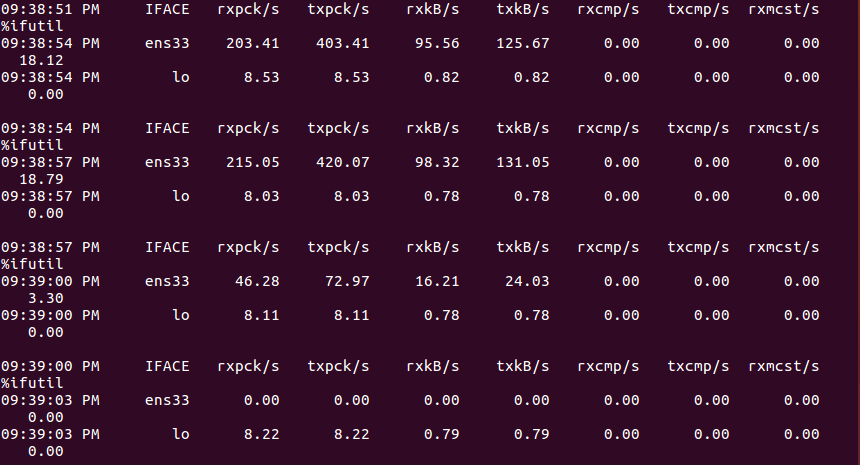 09:38:51 PM     IFACE   rxpck/s   txpck/s    rxkB/s    txkB/s   rxcmp/s   txcmp/s  rxmcst/s
%ifutil
09:38:54 PM     ens33    203.41    403.41     95.56    125.67      0.00      0.00      0.00
18.12
09:38:54 PM        lo      8.53      8.53      0.82      0.82      0.00      0.00      0.00
0.00
09:38:54 PM     IFACE   rxpck/s   txpck/s    rxkB/s    txkB/s   rxcmp/s   txcmp/s  rxmcst/s
%ifutil
09:38:57 PM     ens33    215.05    420.07     98.32    131.05      0.00      0.00      0.00
18.79
09:38:57 PM        lo      8.03      8.03      0.78      0.78      0.00      0.00      0.00
0.00
09:38:57 PM     IFACE   rxpck/s   txpck/s    rxkB/s    txkB/s   rxcmp/s   txcmp/s  rxmcst/s
%ifutil
09:39:00 PM     ens33     46.28     72.97     16.21     24.03      0.00      0.00      0.00
3.30
09:39:00 PM        lo      8.11      8.11      0.78      0.78      0.00      0.00      0.00
0.00
09:39:00 PM     IFACE   rxpck/s   txpck/s    rxkB/s    txkB/s   rxcmp/s   txcmp/s  rxmcst/s
%ifutil
09:39:03 PM     ens33      0.00      0.00      0.00      0.00      0.00      0.00      0.00
0.00
09:39:03 PM        lo      8.22      8.22      0.79      0.79      0.00      0.00      0.00
0.00